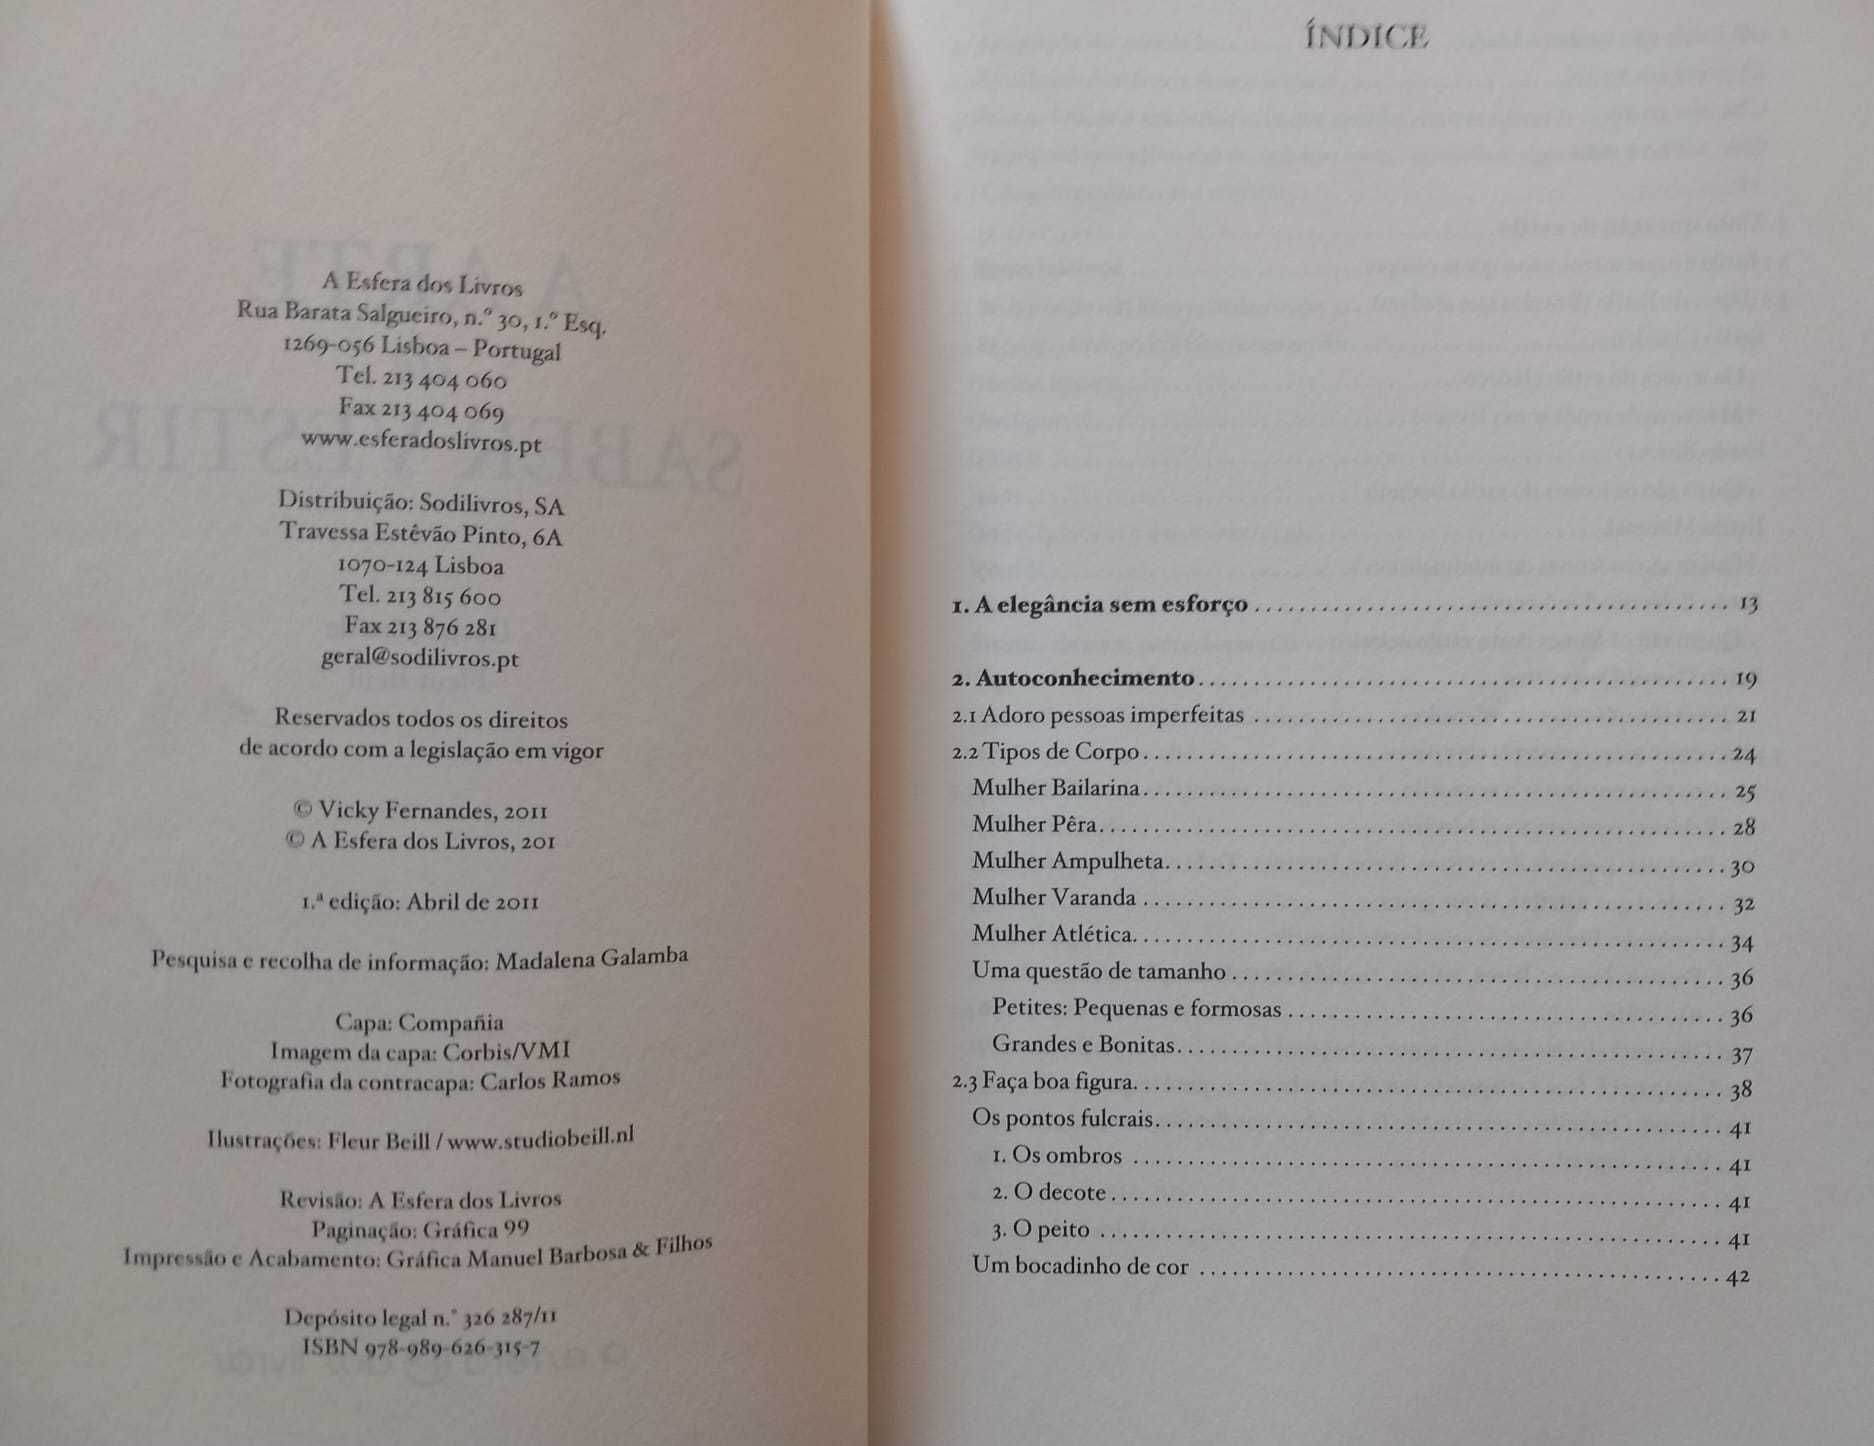 A Esfera dos Livros
Rua Barata Salgueiro, n.º 30, 1.º Esq.
1269-056 Lisboa – Portugal
Tel. 213 404 060
Fax 213 404 069
www.esferadoslivros.pt
Distribuição: Sodilivros, SA
Travessa Estêvão Pinto, 6A
1070-124 Lisboa
Tel. 213 815 600
Fax 213 876 281
geral@sodilivros.pt
Reservados todos os direitos
de acordo com a legislação em vigor
© Vicky Fernandes, 2011
© A Esfera dos Livros, 201
1.ª edição: Abril de 2011
Pesquisa e recolha de informação: Madalena Galamba
Capa: Compañia
Imagem da capa: Corbis/VMI
Fotografia da contracapa: Carlos Ramos
Ilustrações: Fleur Beill / www.studiobeill.nl
Revisão: A Esfera dos Livros
Paginação: Gráfica 99
Impressão e Acabamento: Gráfica Manuel Barbosa & Filhos
Depósito legal n.º 326 287/11
ISBN 978-989-626-315-7
ÍNDICE
1. A elegância sem esforço ........ 13
2. Autoconhecimento ........ 19
2.1 Adoro pessoas imperfeitas ........ 21
2.2 Tipos de Corpo ........ 24
Mulher Bailarina ........ 25
Mulher Pêra ........ 28
Mulher Ampulheta ........ 30
Mulher Varanda ........ 32
Mulher Atlética ........ 34
Uma questão de tamanho ........ 36
Petites: Pequenas e formosas ........ 36
Grandes e Bonitas ........ 37
2.3 Faça boa figura ........ 38
Os pontos fulcrais ........ 41
1. Os ombros ........ 41
2. O decote ........ 41
3. O peito ........ 41
Um bocadinho de cor ........ 42